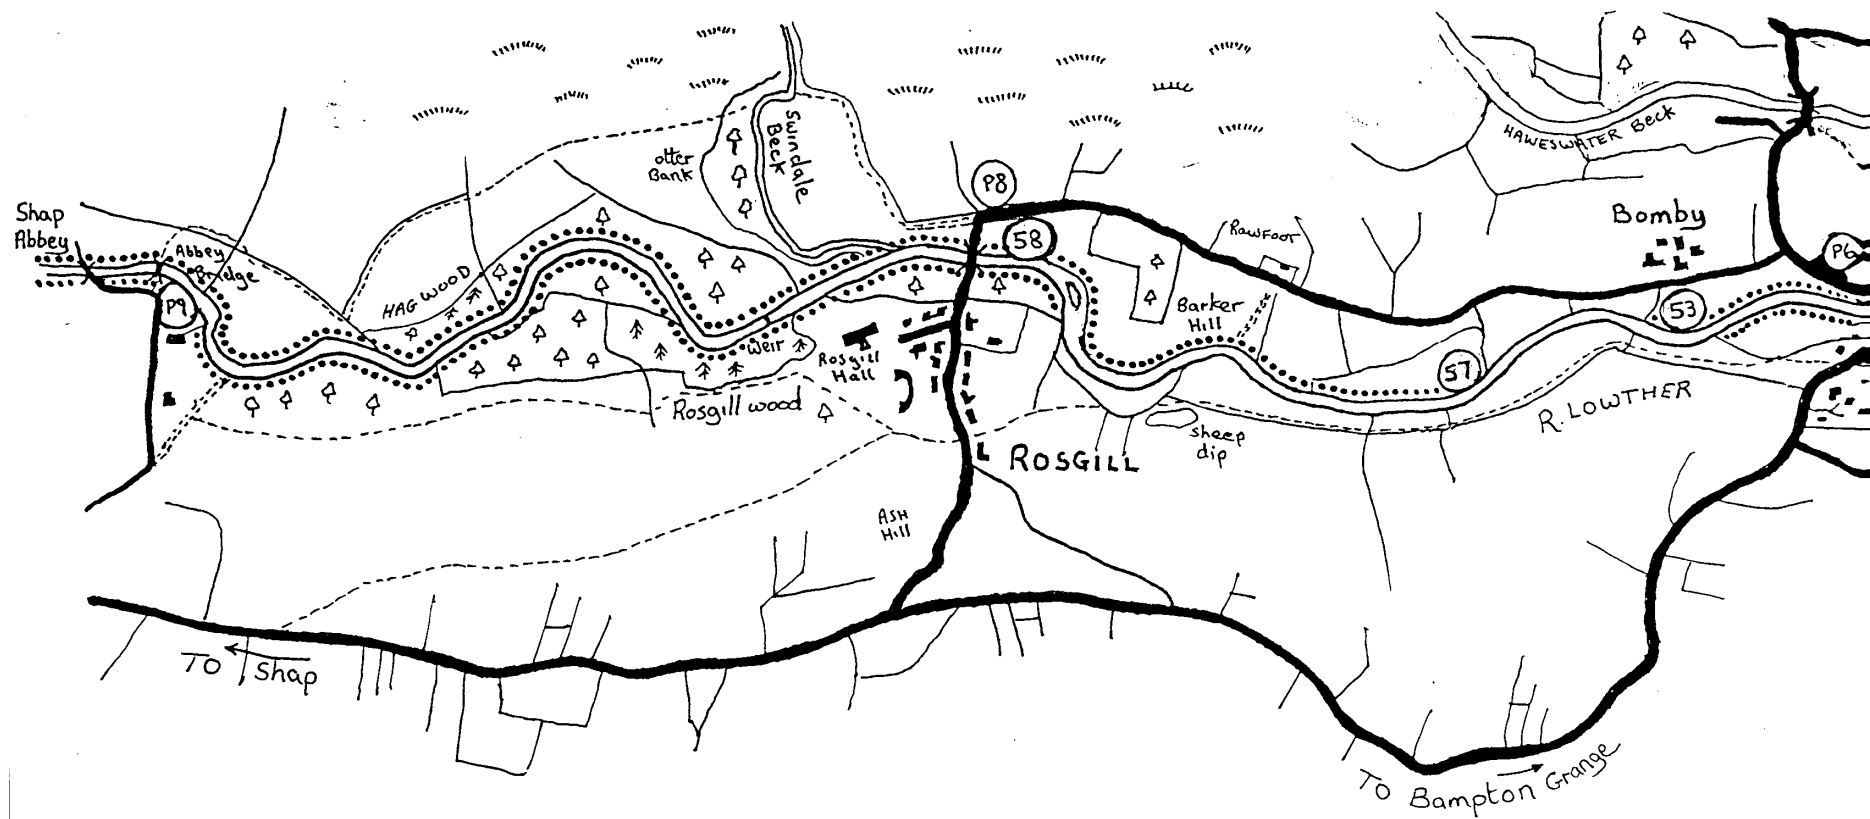 Shap
Abbey
Abbey
Bridge
P9
HAG WOOD
otter
Bank
Swindale
Beck
P8
58
Rawfoot
HAWESWATER Beck
Bomby
P6
53
Barker
Hill
57
Weir
Rosgill
Hall
Rosgill wood
ROSGILL
Sheep
dip
R. LOWTHER
ASH
Hill
TO Shap
TO Bampton Grange